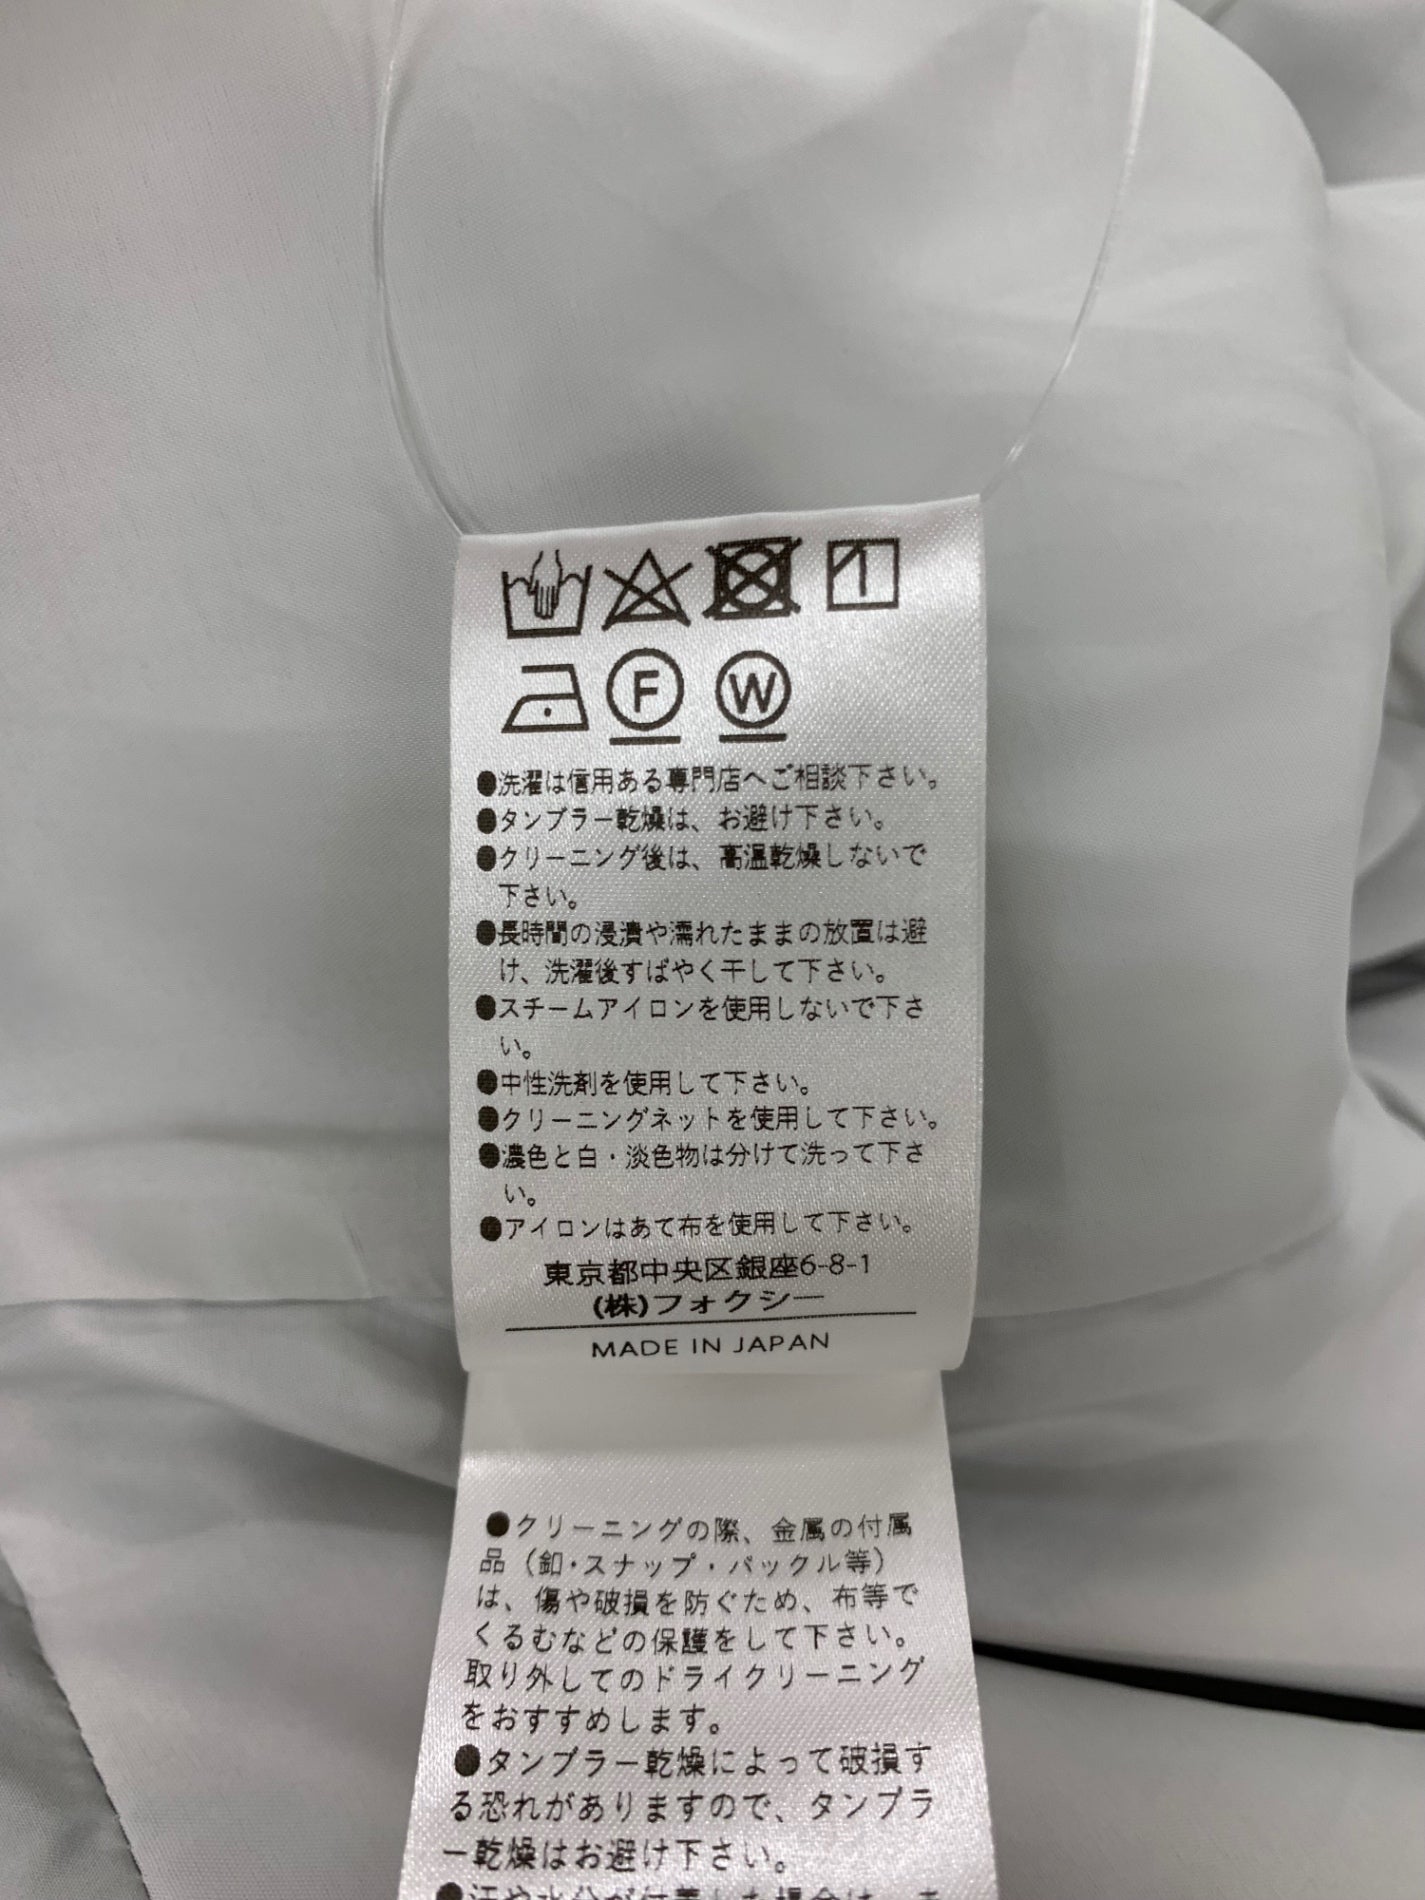 F W
●洗濯は信用ある専門店へご相談下さい。
●タンブラー乾燥は、お避け下さい。
●クリーニング後は、高温乾燥しないで
下さい。
●長時間の浸漬や濡れたままの放置は避
け、洗濯後すばやく干して下さい。
●スチームアイロンを使用しないで下さ
い。
●中性洗剤を使用して下さい。
●クリーニングネットを使用して下さい。
●濃色と白・淡色物は分けて洗って下さ
い。
●アイロンはあて布を使用して下さい。
東京都中央区銀座6-8-1
(株)フォクシー
MADE IN JAPAN
●クリーニングの際、金属の付属
品（釦・スナップ・バックル等）
は、傷や破損を防ぐため、布等で
くるむなどの保護をして下さい。
取り外してのドライクリーニング
をおすすめします。
●タンブラー乾燥によって破損す
る恐れがありますので、タンブラ
ー乾燥はお避け下さい。
●汗や水分が付着した場合は、